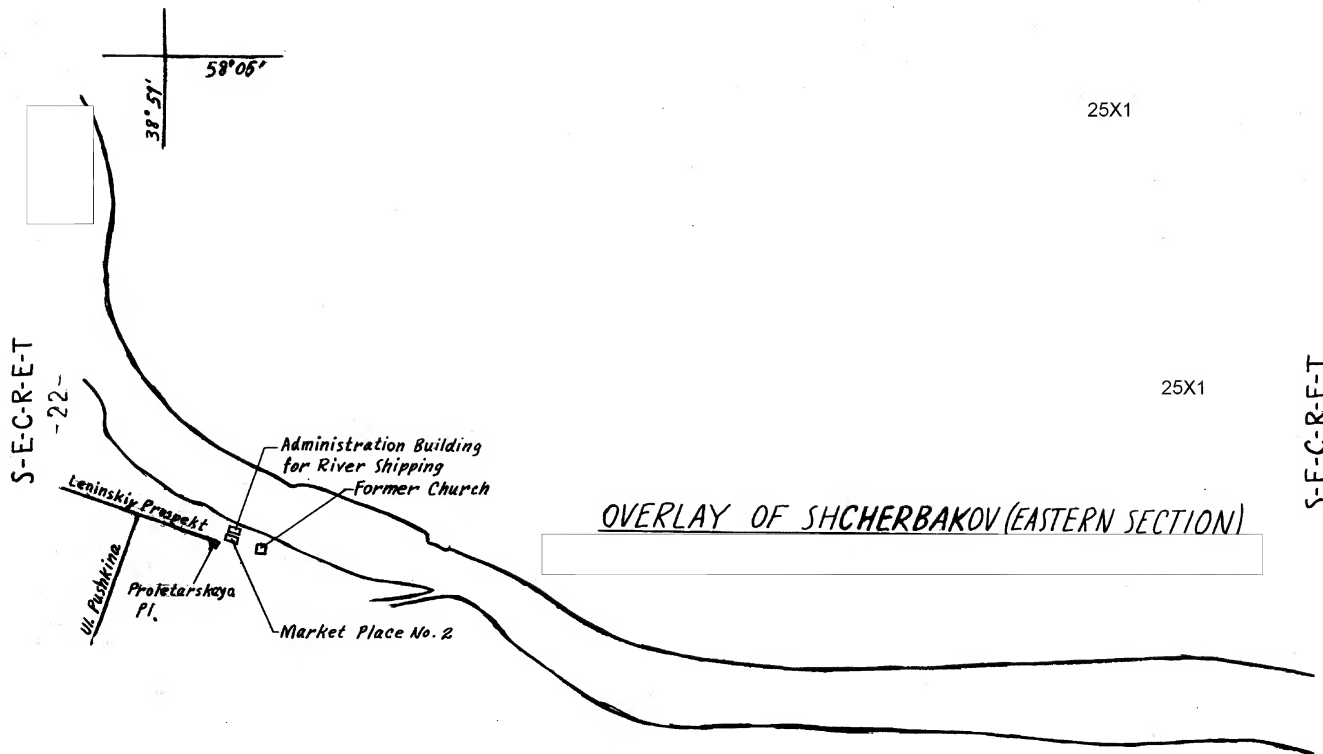 58°05'
38°51'
25X1
25X1
S-E-C-R-E-T
-22-
S-E-C-R-E-T
Administration Building
for River Shipping
Former Church
Leninskiy Prospekt
OVERLAY OF SHCHERBAKOV (EASTERN SECTION)
Ul. Pushkina
Proletarskaya
Pl.
Market Place No. 2